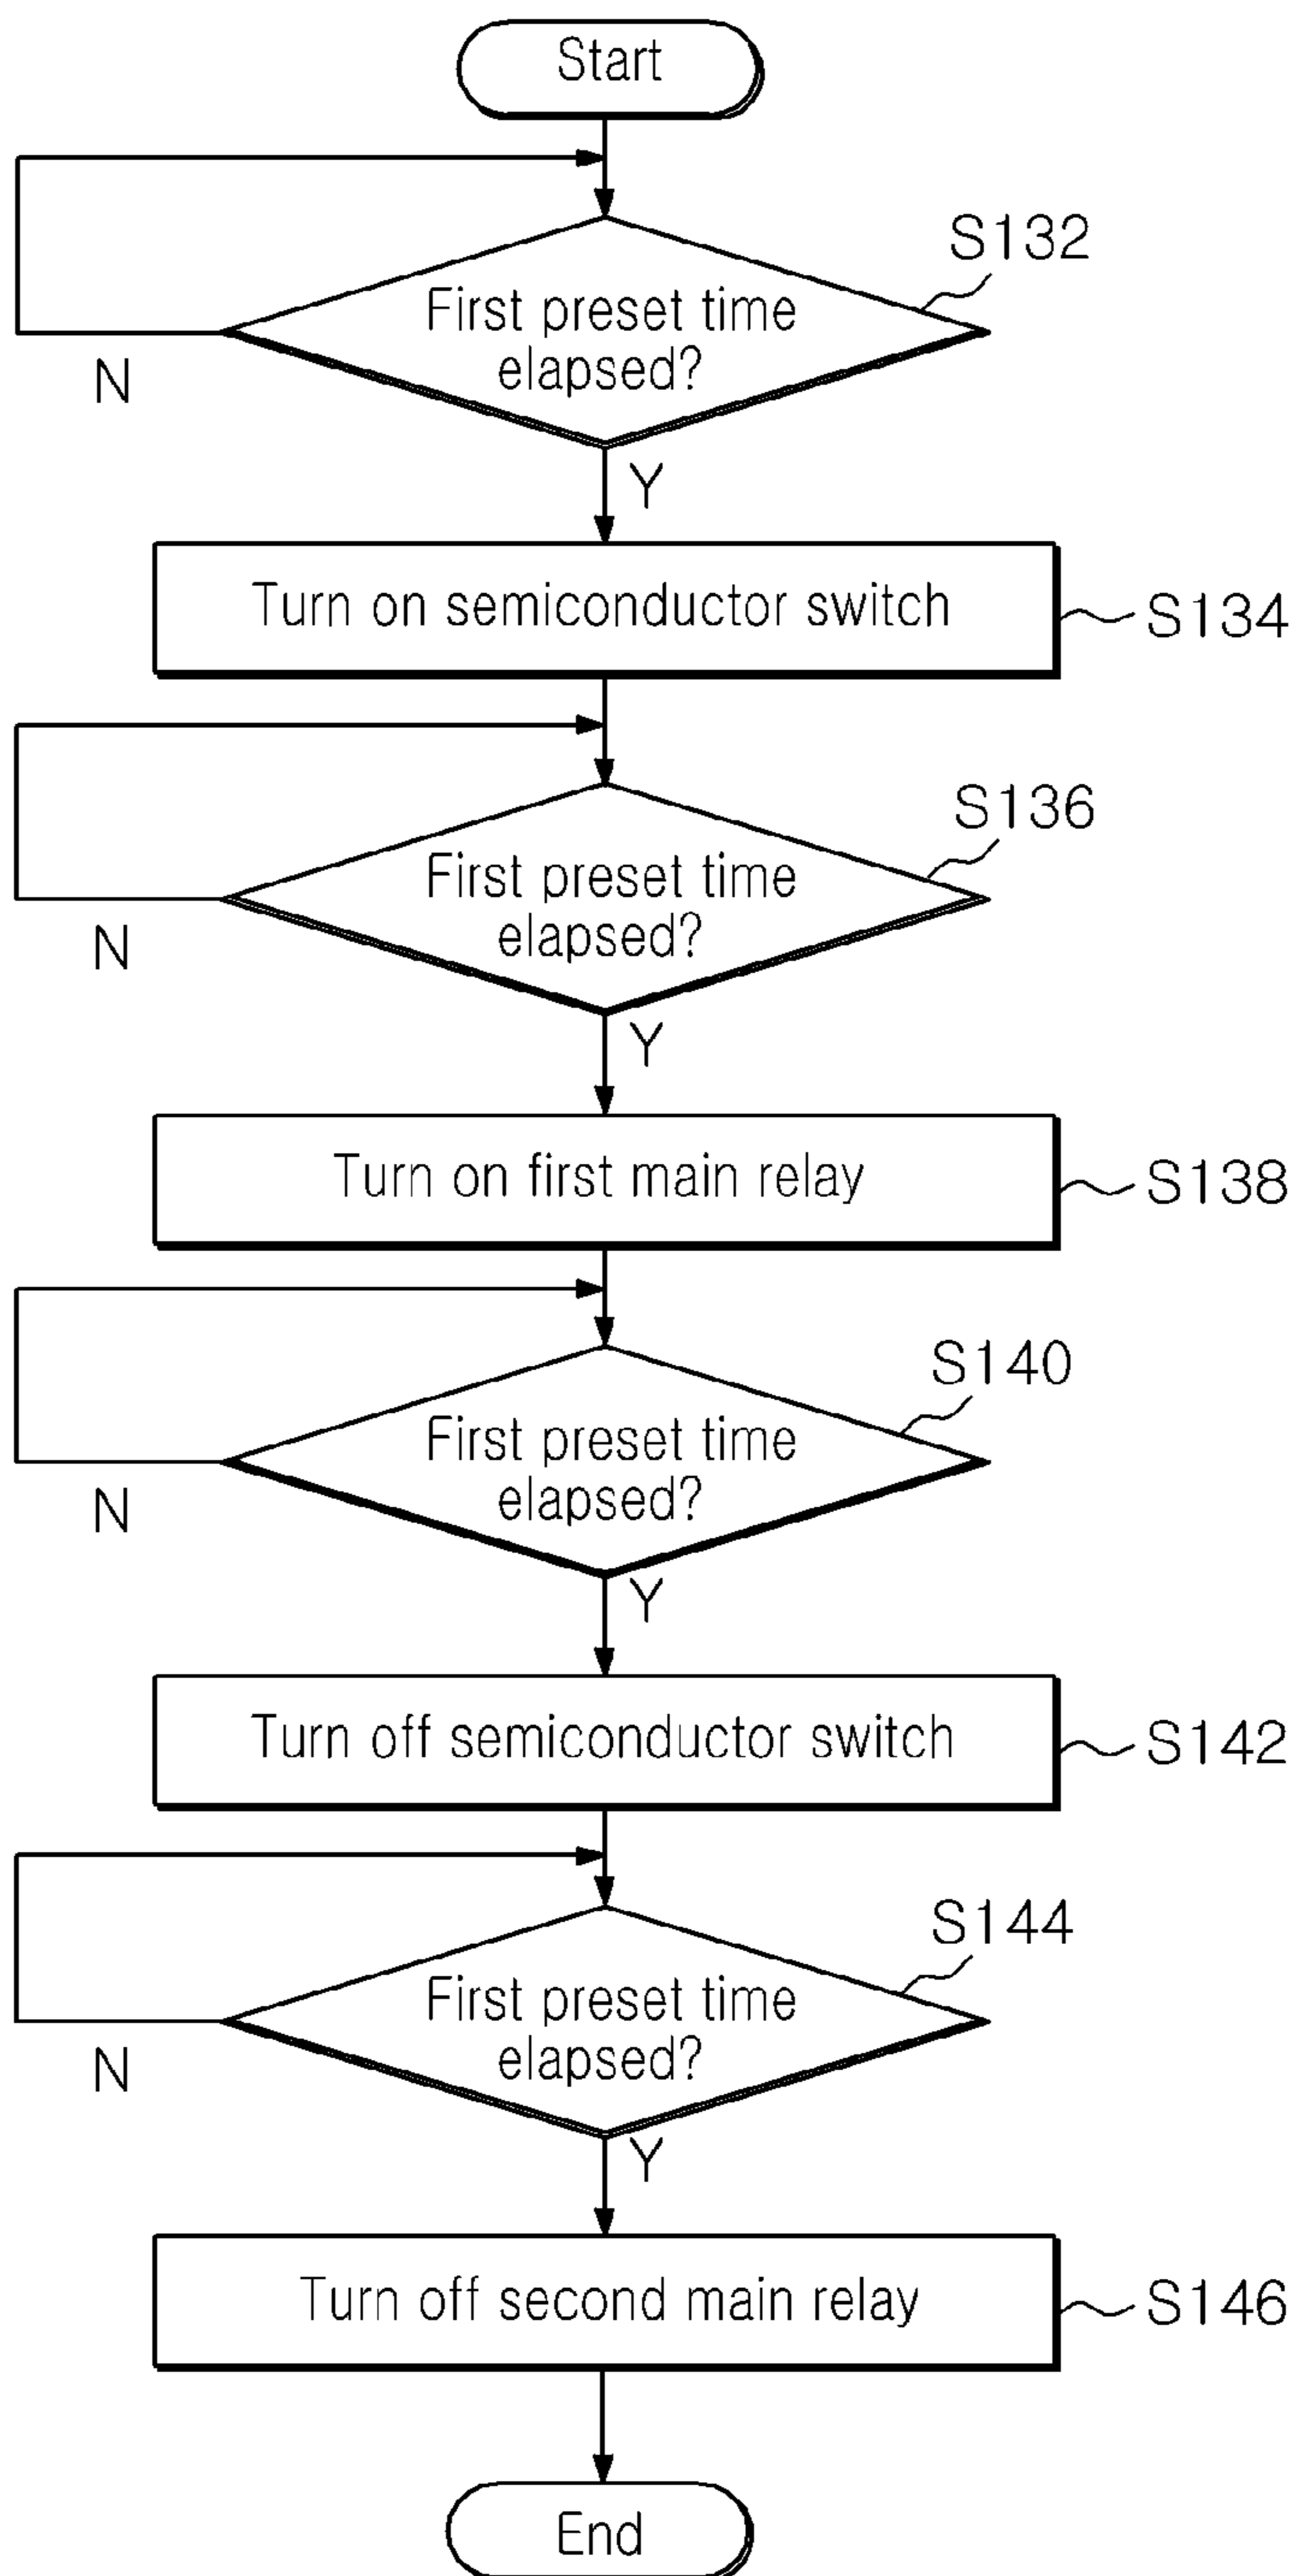 Start
S132
First preset time
elapsed?
N
Y
Turn on semiconductor switch
S134
S136
First preset time
elapsed?
N
Y
Turn on first main relay
S138
S140
First preset time
elapsed?
N
Y
Turn off semiconductor switch
S142
S144
First preset time
elapsed?
N
Y
Turn off second main relay
S146
End